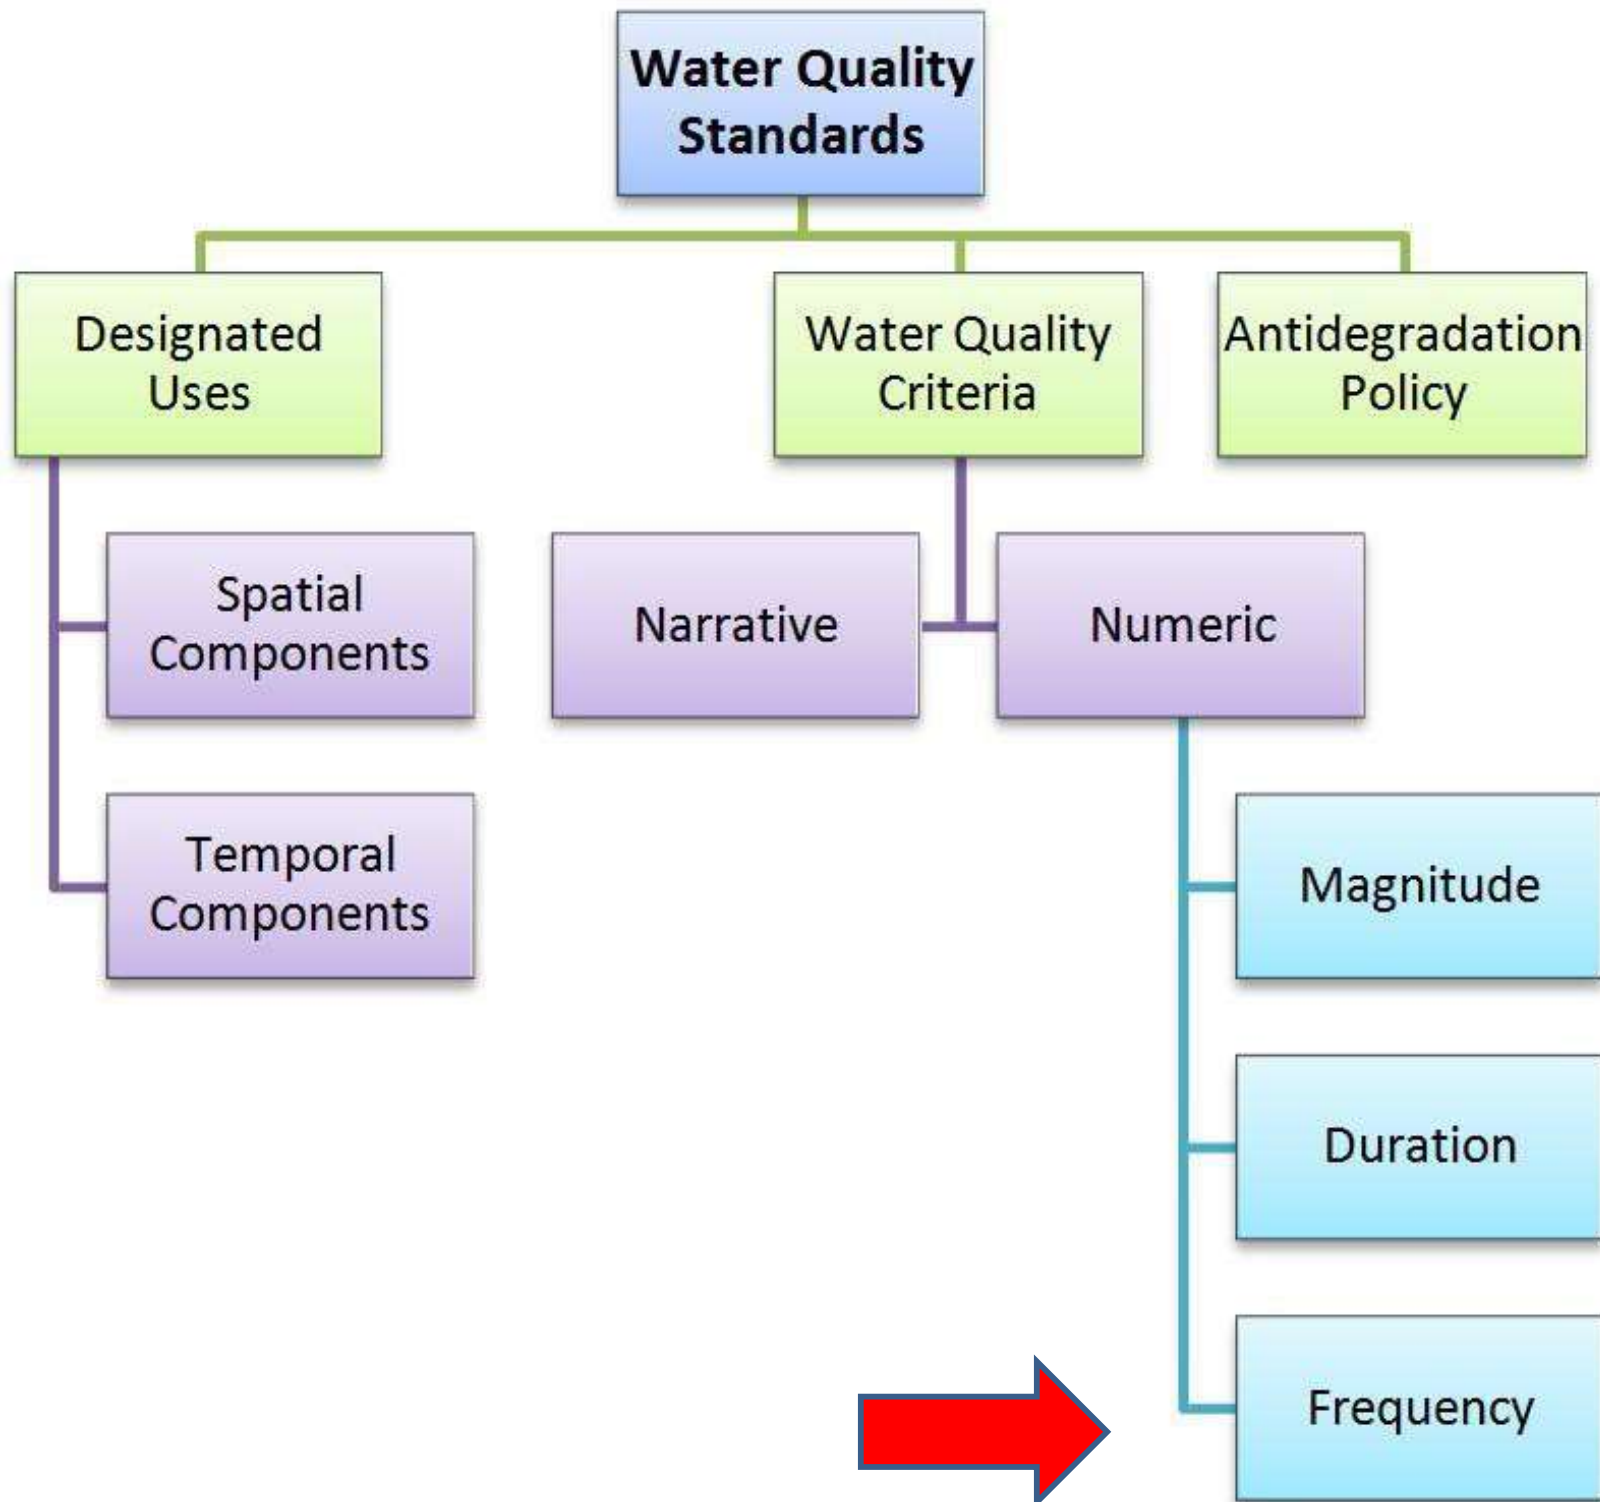 Water Quality
Standards
Designated
Uses
Water Quality
Criteria
Antidegradation
Policy
Spatial
Components
Narrative
Numeric
Temporal
Components
Magnitude
Duration
Frequency